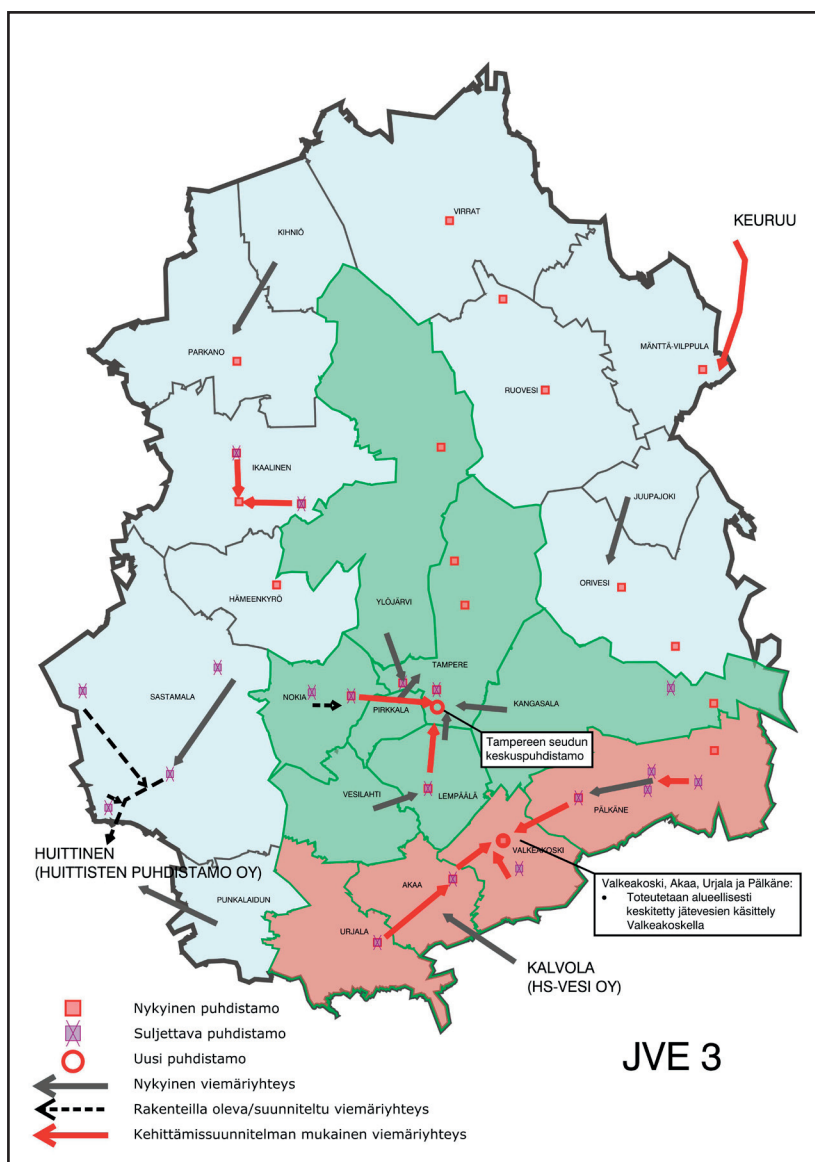 VIRRAT
KEURUU
KIHNIÖ
PARKANO
MÄNTTÄ-VILPPULA
RUOVESI
IKAALINEN
JUUPAJOKI
ORIVESI
HÄMEENKYRÖ
YLÖJÄRVI
TAMPERE
SASTAMALA
NOKIA
PIRKKALA
KANGASALA
Tampereen seudun
keskuspuhdistamo
VESILAHTI
LEMPÄÄLÄ
PÄLKÄNE
HUITTINEN
(HUITTISTEN PUHDISTAMO OY)
VALKEAKOSKI
PUNKALAIDUN
AKAA
URJALA
Valkeakoski, Akaa, Urjala ja Pälkäne:
• Toteutetaan alueellisesti
keskitetty jätevesien käsittely
Valkeakoskella
KALVOLA
(HS-VESI OY)
Nykyinen puhdistamo
Suljettava puhdistamo
Uusi puhdistamo
Nykyinen viemäriyhteys
Rakenteilla oleva/suunniteltu viemäriyhteys
Kehittämissuunnitelman mukainen viemäriyhteys
JVE 3